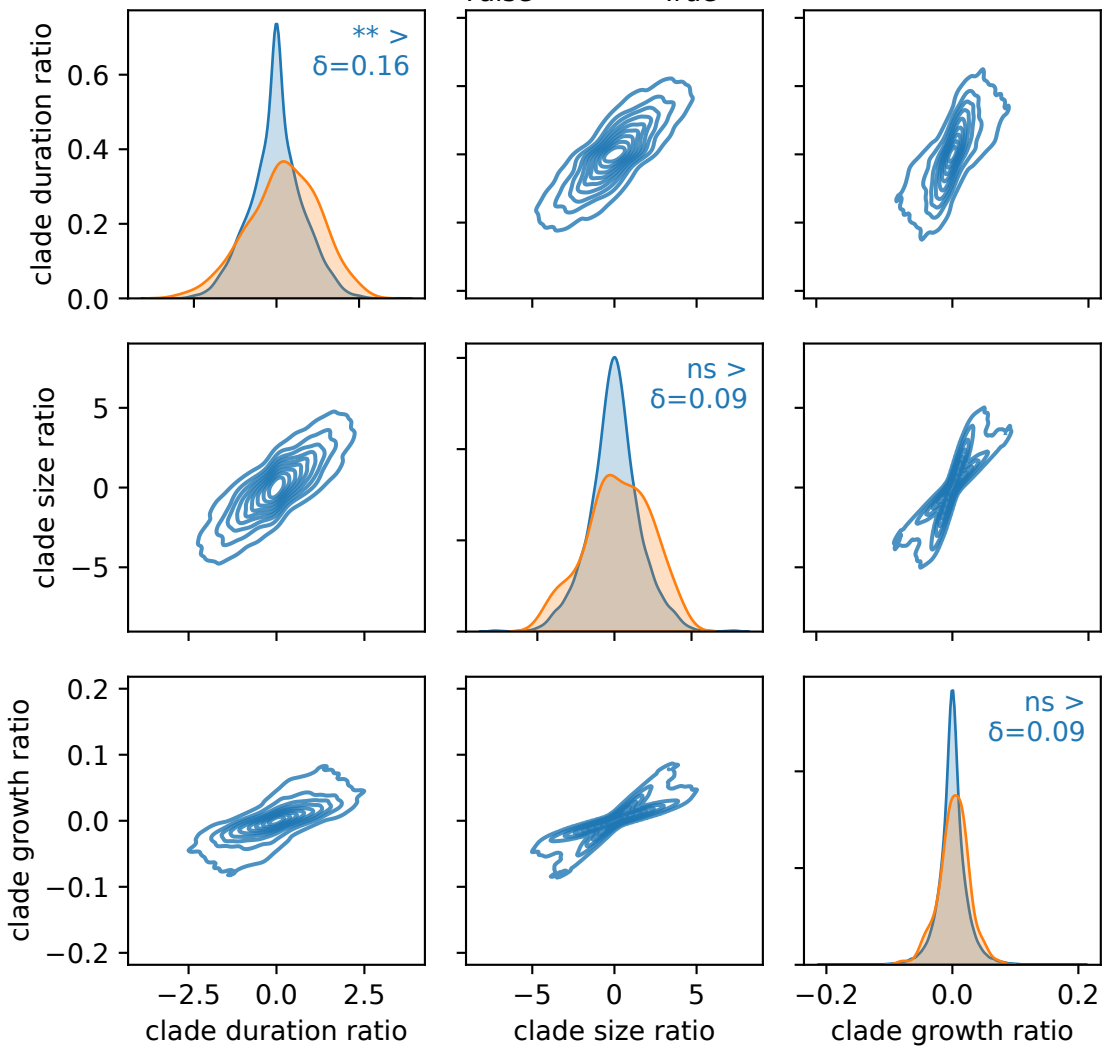 clade duration ratio
0.6
0.4
0.2
0.0
** >
δ=0.16
clade size ratio
5
0
−5
ns >
δ=0.09
clade growth ratio
0.2
0.1
0.0
−0.1
−0.2
ns >
δ=0.09
−2.5 0.0 2.5
−5 0 5
−0.2 0.0 0.2
clade duration ratio
clade size ratio
clade growth ratio